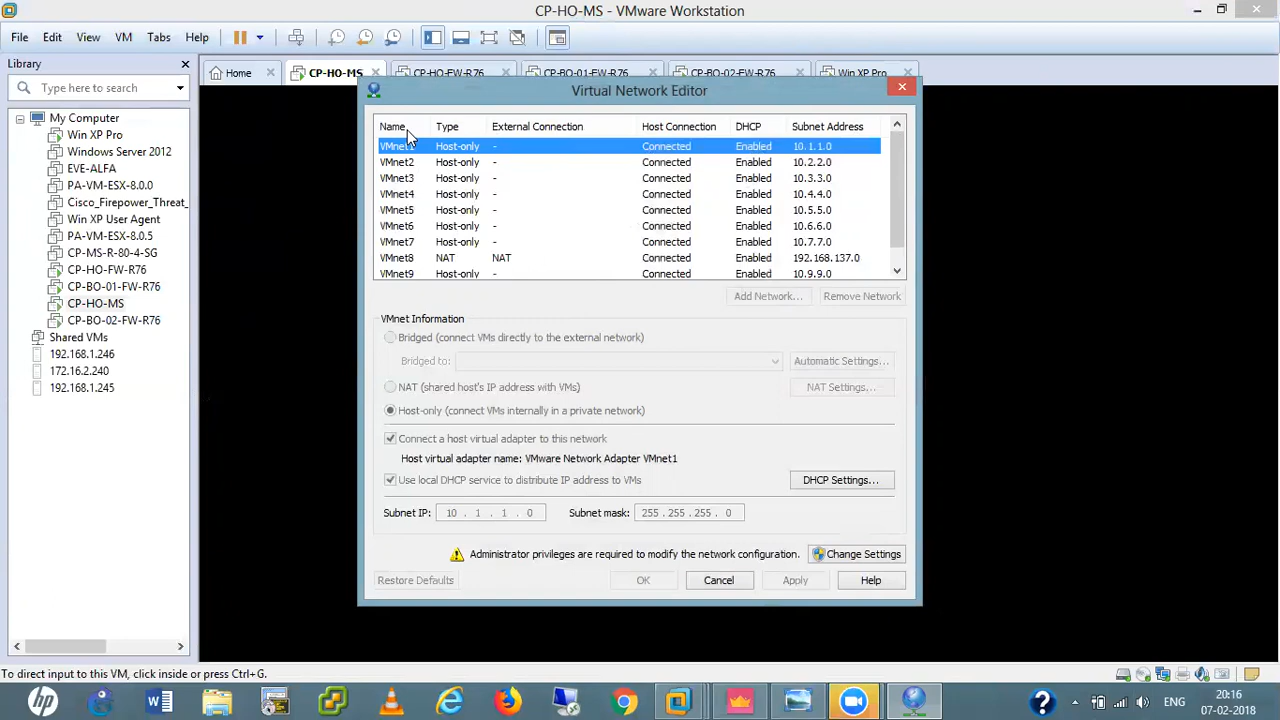 CP-HO-MS - VMware Workstation
File Edit View VM Tabs Help
Library
Type here to search
My Computer
Win XP Pro
Windows Server 2012
EVE-ALFA
PA-VM-ESX-8.0.0
Cisco_Firepower_Threat_
Win XP User Agent
PA-VM-ESX-8.0.5
CP-MS-R-80-4-SG
CP-HO-FW-R76
CP-BO-01-FW-R76
CP-HO-MS
CP-BO-02-FW-R76
Shared VMs
192.168.1.246
172.16.2.240
192.168.1.245
Home CP-HO-MS CP-HO-FW-R76 CP-BO-01-FW-R76 CP-BO-02-FW-R76 Win XP Pro
Virtual Network Editor
Name Type External Connection Host Connection DHCP Subnet Address
VMnet1 Host-only - Connected Enabled 10.1.1.0
VMnet2 Host-only - Connected Enabled 10.2.2.0
VMnet3 Host-only - Connected Enabled 10.3.3.0
VMnet4 Host-only - Connected Enabled 10.4.4.0
VMnet5 Host-only - Connected Enabled 10.5.5.0
VMnet6 Host-only - Connected Enabled 10.6.6.0
VMnet7 Host-only - Connected Enabled 10.7.7.0
VMnet8 NAT NAT Connected Enabled 192.168.137.0
VMnet9 Host-only - Connected Enabled 10.9.9.0
Add Network... Remove Network
VMnet Information
Bridged (connect VMs directly to the external network)
Bridged to: Automatic Settings...
NAT (shared host's IP address with VMs) NAT Settings...
Host-only (connect VMs internally in a private network)
Connect a host virtual adapter to this network
Host virtual adapter name: VMware Network Adapter VMnet1
Use local DHCP service to distribute IP address to VMs DHCP Settings...
Subnet IP: 10 . 1 . 1 . 0 Subnet mask: 255 . 255 . 255 . 0
Administrator privileges are required to modify the network configuration. Change Settings
Restore Defaults OK Cancel Apply Help
To direct input to this VM, click inside or press Ctrl+G.
ENG
20:16
07-02-2018